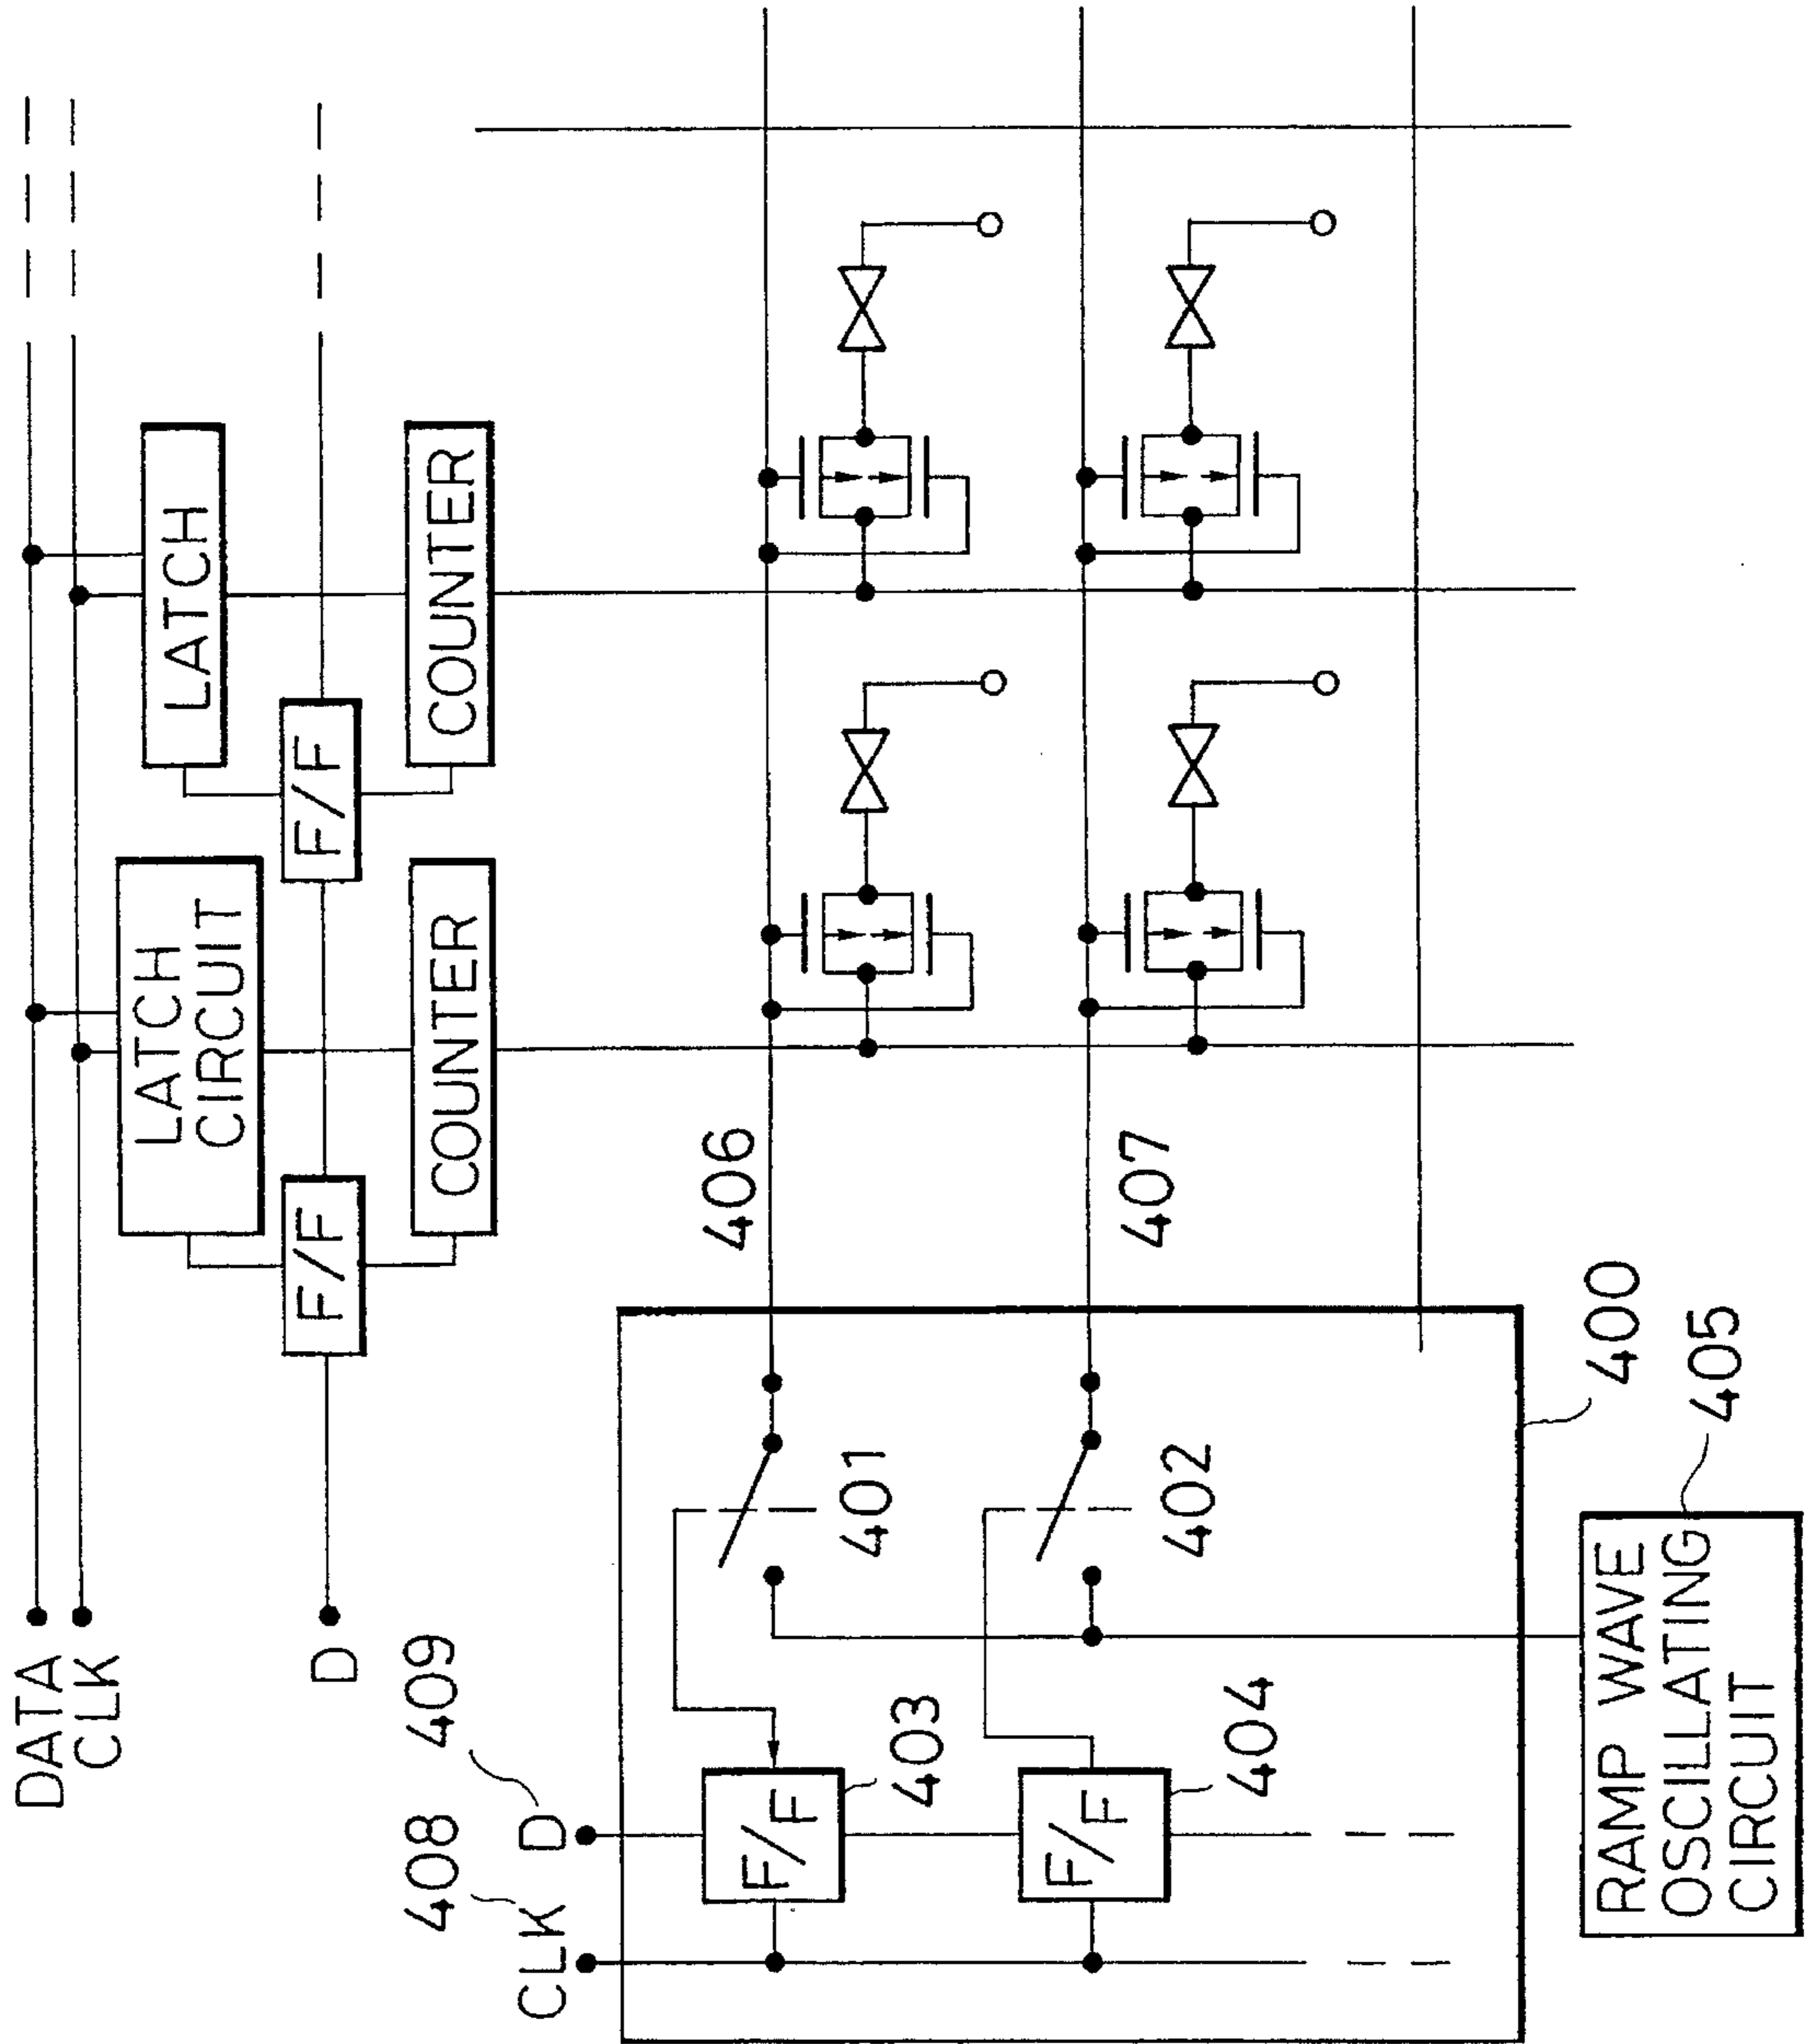 DATA
CLK
D
LATCH
CIRCUIT
LATCH
F/F
F/F
COUNTER
COUNTER
406
407
408
409
CLK
D
F/F
403
F/F
404
401
402
400
405
RAMP WAVE
OSCILLATING
CIRCUIT